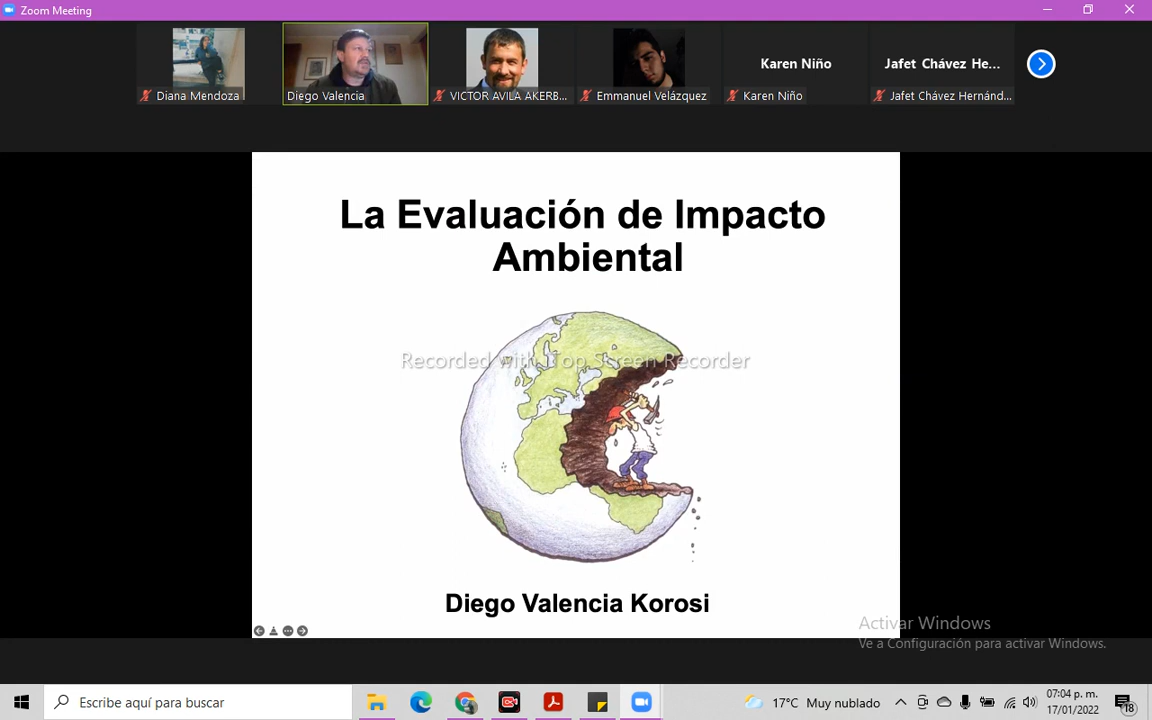 Zoom Meeting
Karen Niño
Jafet Chávez He...
Diana Mendoza
Diego Valencia
VICTOR AVILA AKERB...
Emmanuel Velázquez
Karen Niño
Jafet Chávez Hernánd...
La Evaluación de Impacto
Ambiental
Recorded with iTop Screen Recorder
Diego Valencia Korosi
Activar Windows
Ve a Configuración para activar Windows.
Escribe aquí para buscar
17°C Muy nublado
07:04 p. m.
17/01/2022
18